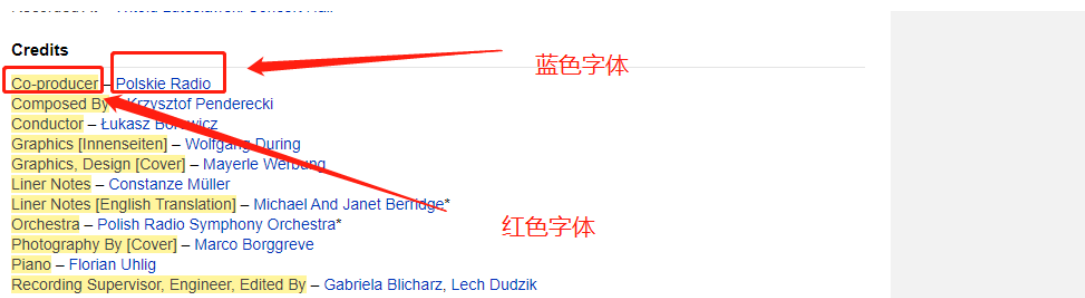 Credits
Co-producer – Polskie Radio
Composed By – Krzysztof Penderecki
Conductor – Łukasz Borowicz
Graphics [Innenseiten] – Wolfgang During
Graphics, Design [Cover] – Mayerle Werbung
Liner Notes – Constanze Müller
Liner Notes [English Translation] – Michael And Janet Berridge*
Orchestra – Polish Radio Symphony Orchestra*
Photography By [Cover] – Marco Borggreve
Piano – Florian Uhlig
Recording Supervisor, Engineer, Edited By – Gabriela Blicharz, Lech Dudzik
蓝色字体
红色字体